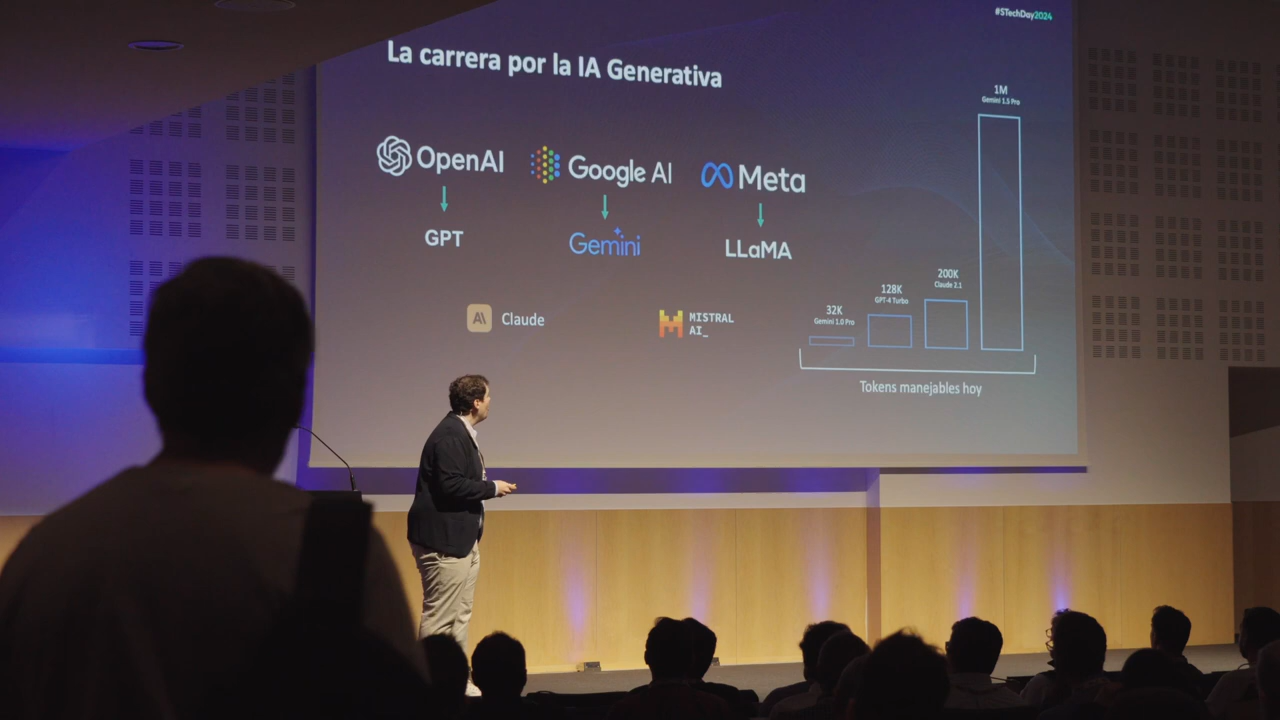 #STechDay2024
La carrera por la IA Generativa
OpenAI
Google AI
Meta
GPT
Gemini
LLaMA
AI Claude
MISTRAL
AI_
1M
Gemini 1.5 Pro
200K
Claude 2.1
128K
GPT-4 Turbo
32K
Gemini 1.0 Pro
Tokens manejables hoy